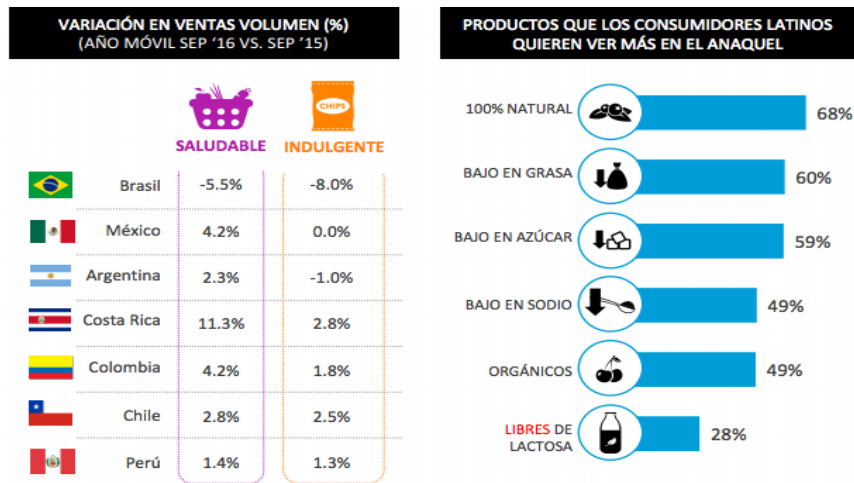 VARIACIÓN EN VENTAS VOLUMEN (%)
(AÑO MÓVIL SEP ‘16 VS. SEP ’15)
CHIPS
SALUDABLE INDULGENTE
Brasil -5.5% -8.0%
México 4.2% 0.0%
Argentina 2.3% -1.0%
Costa Rica 11.3% 2.8%
Colombia 4.2% 1.8%
Chile 2.8% 2.5%
Perú 1.4% 1.3%
PRODUCTOS QUE LOS CONSUMIDORES LATINOS
QUIEREN VER MÁS EN EL ANAQUEL
100% NATURAL 68%
BAJO EN GRASA 60%
BAJO EN AZÚCAR 59%
BAJO EN SODIO 49%
ORGÁNICOS 49%
LIBRES DE
LACTOSA 28%